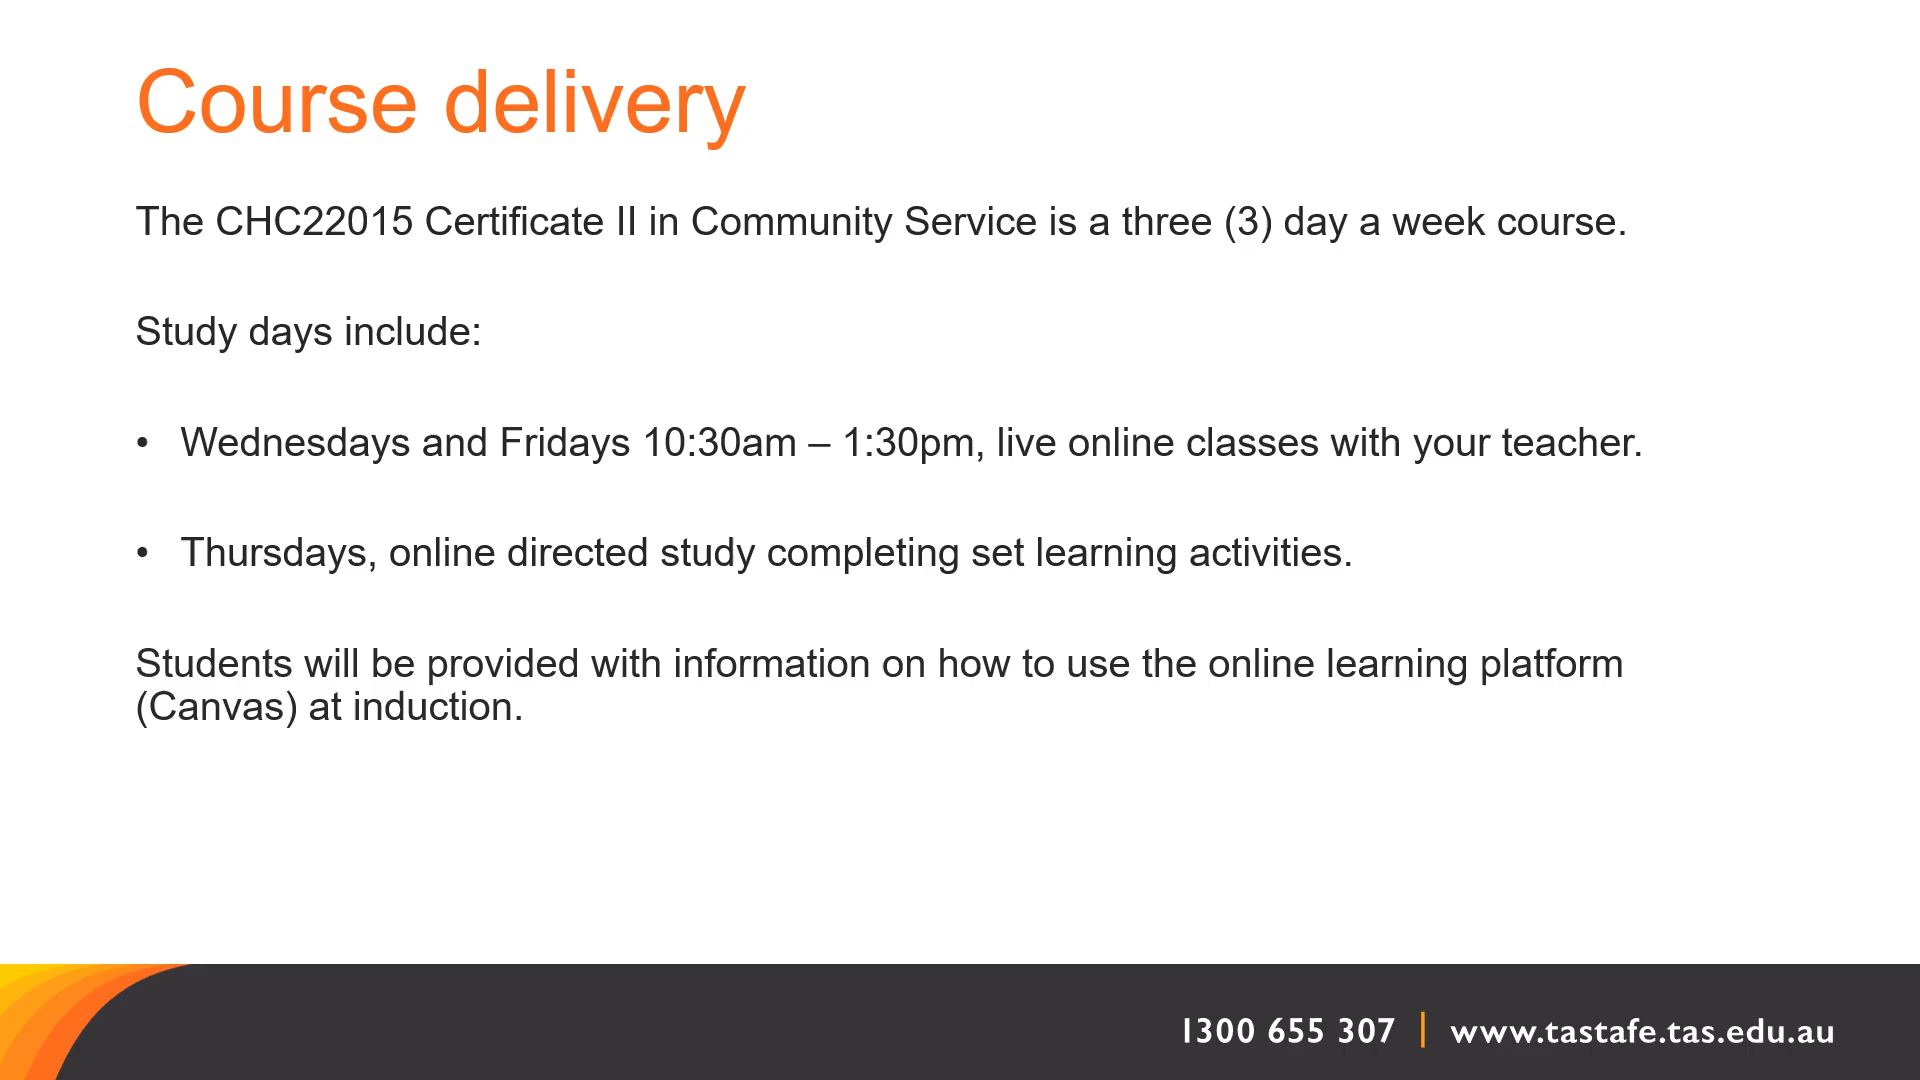 Course delivery
The CHC22015 Certificate II in Community Service is a three (3) day a week course.
Study days include:
• Wednesdays and Fridays 10:30am – 1:30pm, live online classes with your teacher.
• Thursdays, online directed study completing set learning activities.
Students will be provided with information on how to use the online learning platform
(Canvas) at induction.
1300 655 307 | www.tastafe.tas.edu.au